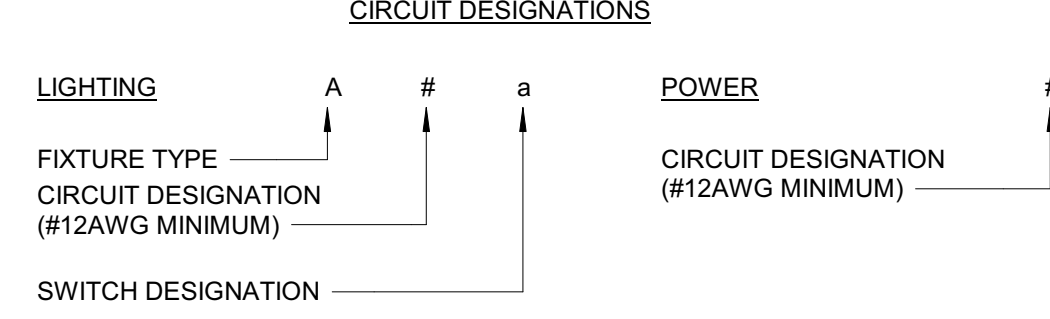 CIRCUIT DESIGNATIONS
LIGHTING A # a
FIXTURE TYPE
CIRCUIT DESIGNATION
(#12AWG MINIMUM)
SWITCH DESIGNATION
POWER #
CIRCUIT DESIGNATION
(#12AWG MINIMUM)